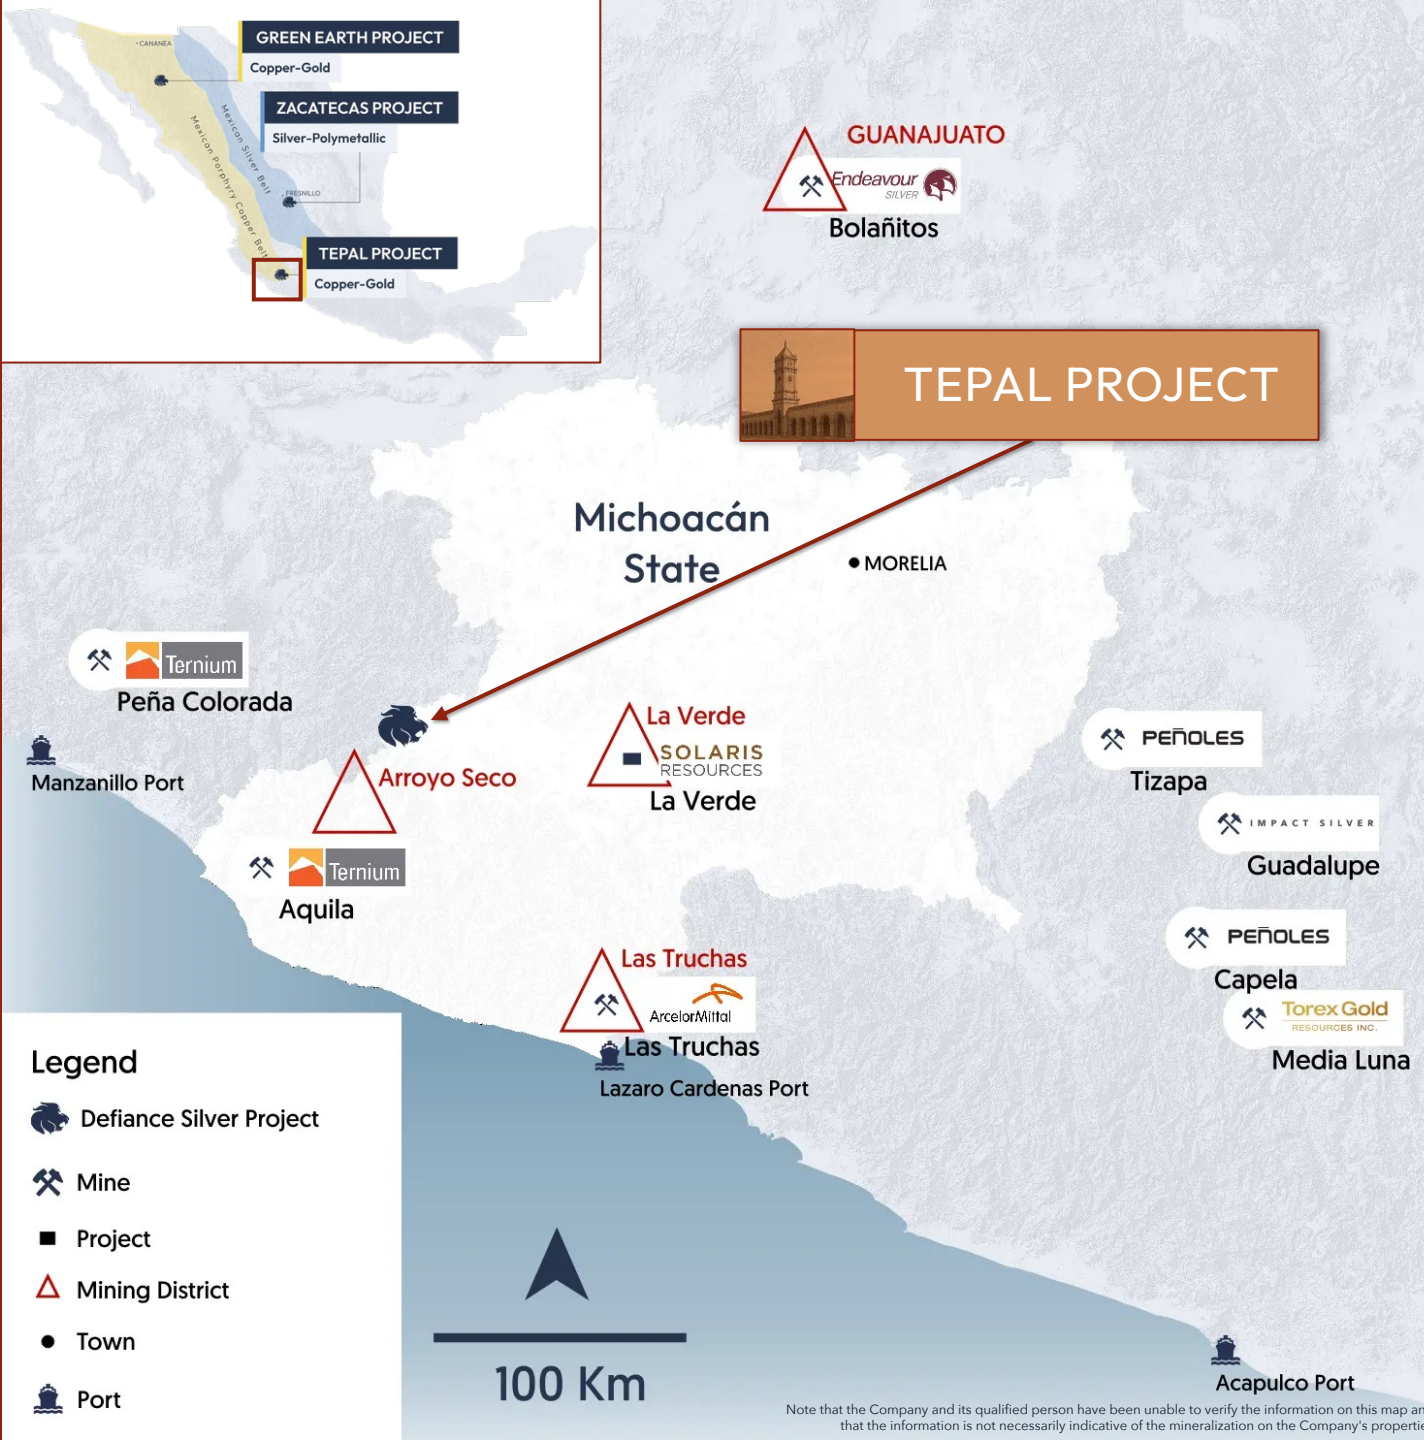 CANANEA
GREEN EARTH PROJECT
Copper-Gold
ZACATECAS PROJECT
Silver-Polymetallic
Mexican Silver Belt
Mexican Porphyry Copper Belt
FRESNILLO
TEPAL PROJECT
Copper-Gold
GUANAJUATO
Endeavour
SILVER
Bolañitos
TEPAL PROJECT
Michoacán
State
MORELIA
Ternium
Peña Colorada
Manzanillo Port
Arroyo Seco
Ternium
Aquila
La Verde
SOLARIS
RESOURCES
La Verde
PEÑOLES
Tizapa
IMPACT SILVER
Guadalupe
PEÑOLES
Capela
Torex Gold
RESOURCES INC.
Media Luna
Las Truchas
ArcelorMittal
Las Truchas
Lazaro Cardenas Port
Legend
Defiance Silver Project
Mine
Project
Mining District
Town
Port
100 Km
Acapulco Port
Note that the Company and its qualified person have been unable to verify the information on this map an
that the information is not necessarily indicative of the mineralization on the Company's propertie